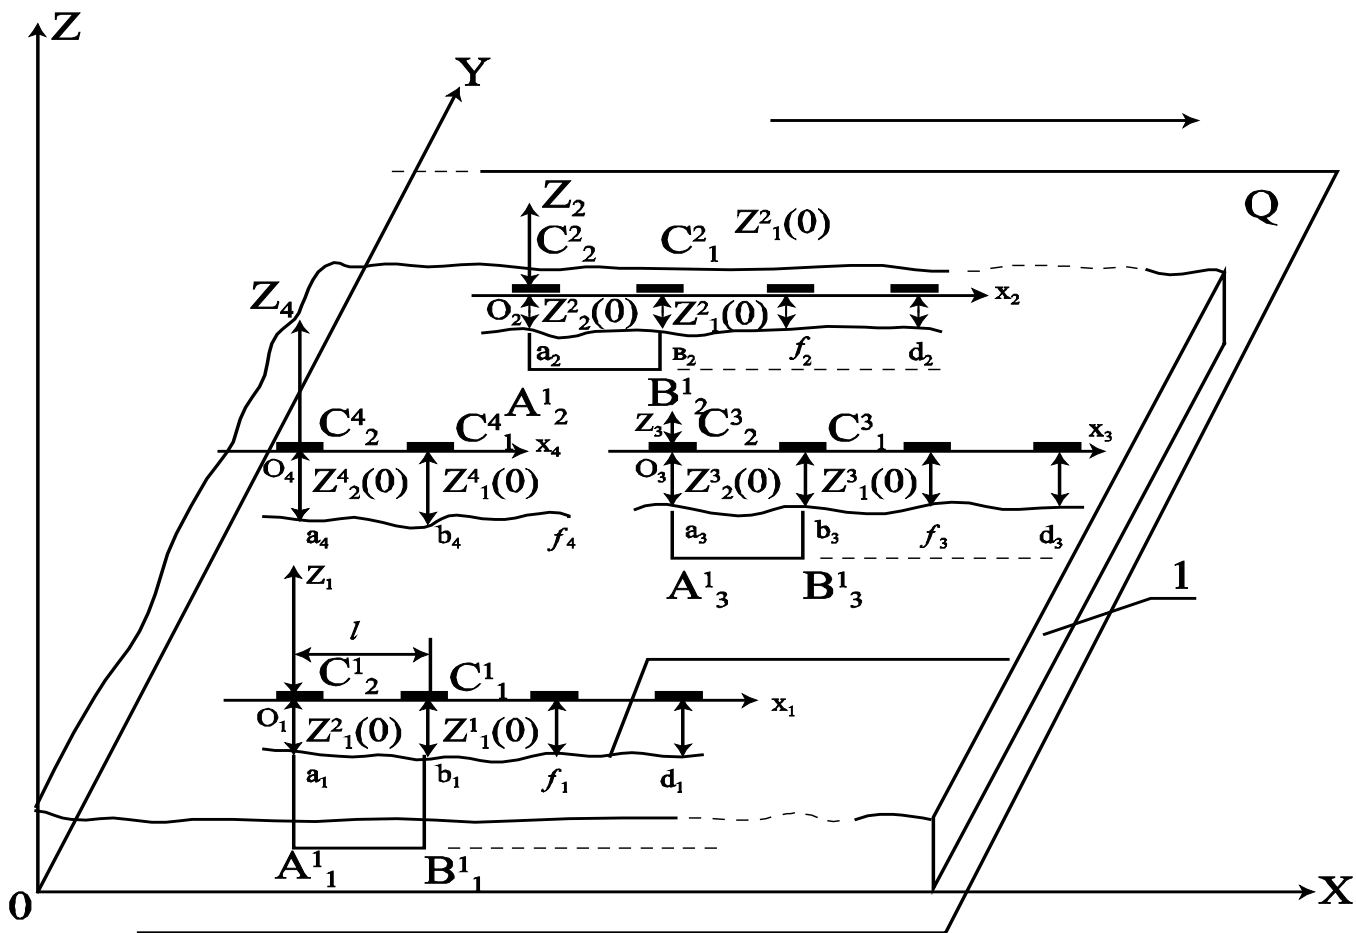 Z
Y
Q
Z₂
C²₂ C²₁ Z²₁(0)
Z₄
O₂ Z²₂(0) Z²₁(0) x₂
a₂ в₂ f₂ d₂
A¹₂ B¹₂
C⁴₂ C⁴₁ x₄ Z₃ C³₂ C³₁ x₃
O₄ Z⁴₂(0) Z⁴₁(0) O₃ Z³₂(0) Z³₁(0)
a₄ b₄ f₄ a₃ b₃ f₃ d₃
Z₁ A¹₃ B¹₃ 1
l
C¹₂ C¹₁ x₁
O₁ Z²₁(0) Z¹₁(0)
a₁ b₁ f₁ d₁
A¹₁ B¹₁
0 X